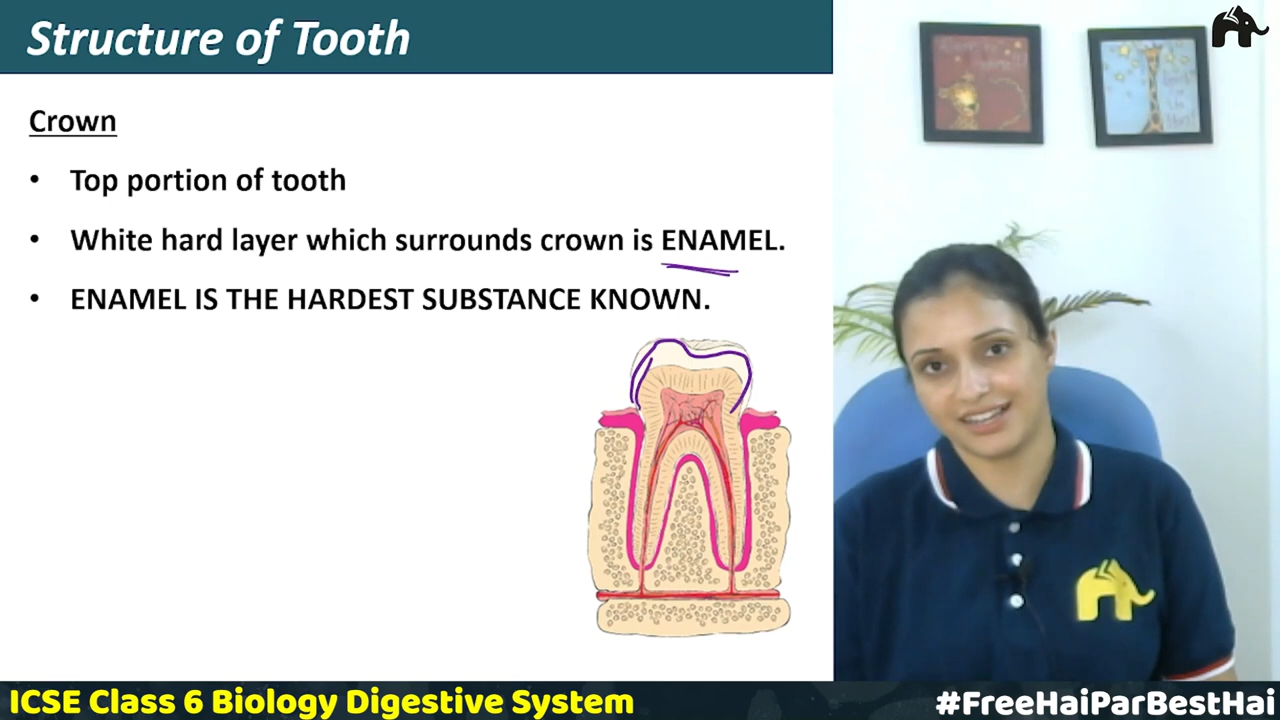 Structure of Tooth
Crown
• Top portion of tooth
• White hard layer which surrounds crown is ENAMEL.
• ENAMEL IS THE HARDEST SUBSTANCE KNOWN.
ICSE Class 6 Biology Digestive System
#FreeHaiParBestHai